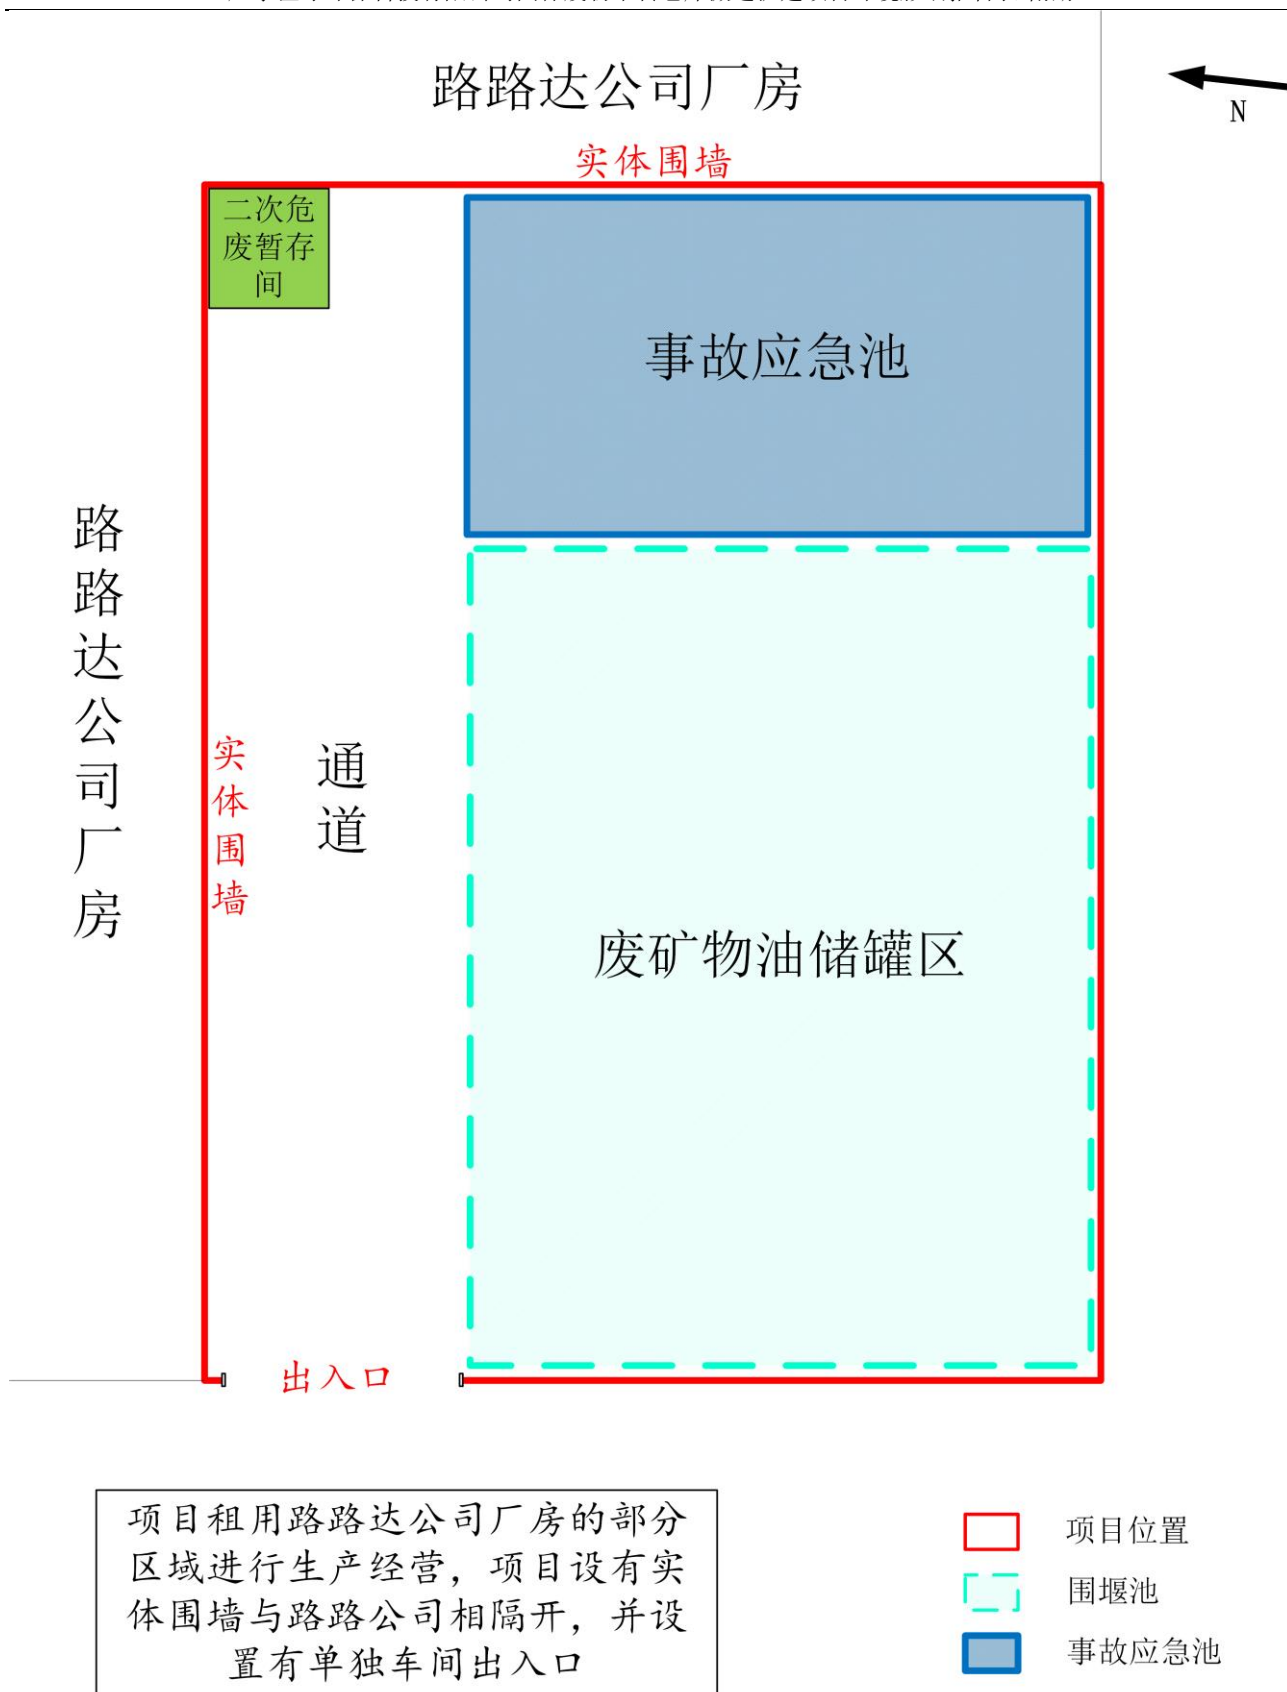 路路达公司厂房
N
实体围墙
二次危
废暂存
间
事故应急池
路路达公司厂房
实体围墙
通道
废矿物油储罐区
出入口
项目租用路路达公司厂房的部分
区域进行生产经营，项目设有实
体围墙与路路公司相隔开，并设
置有单独车间出入口
项目位置
围堰池
事故应急池